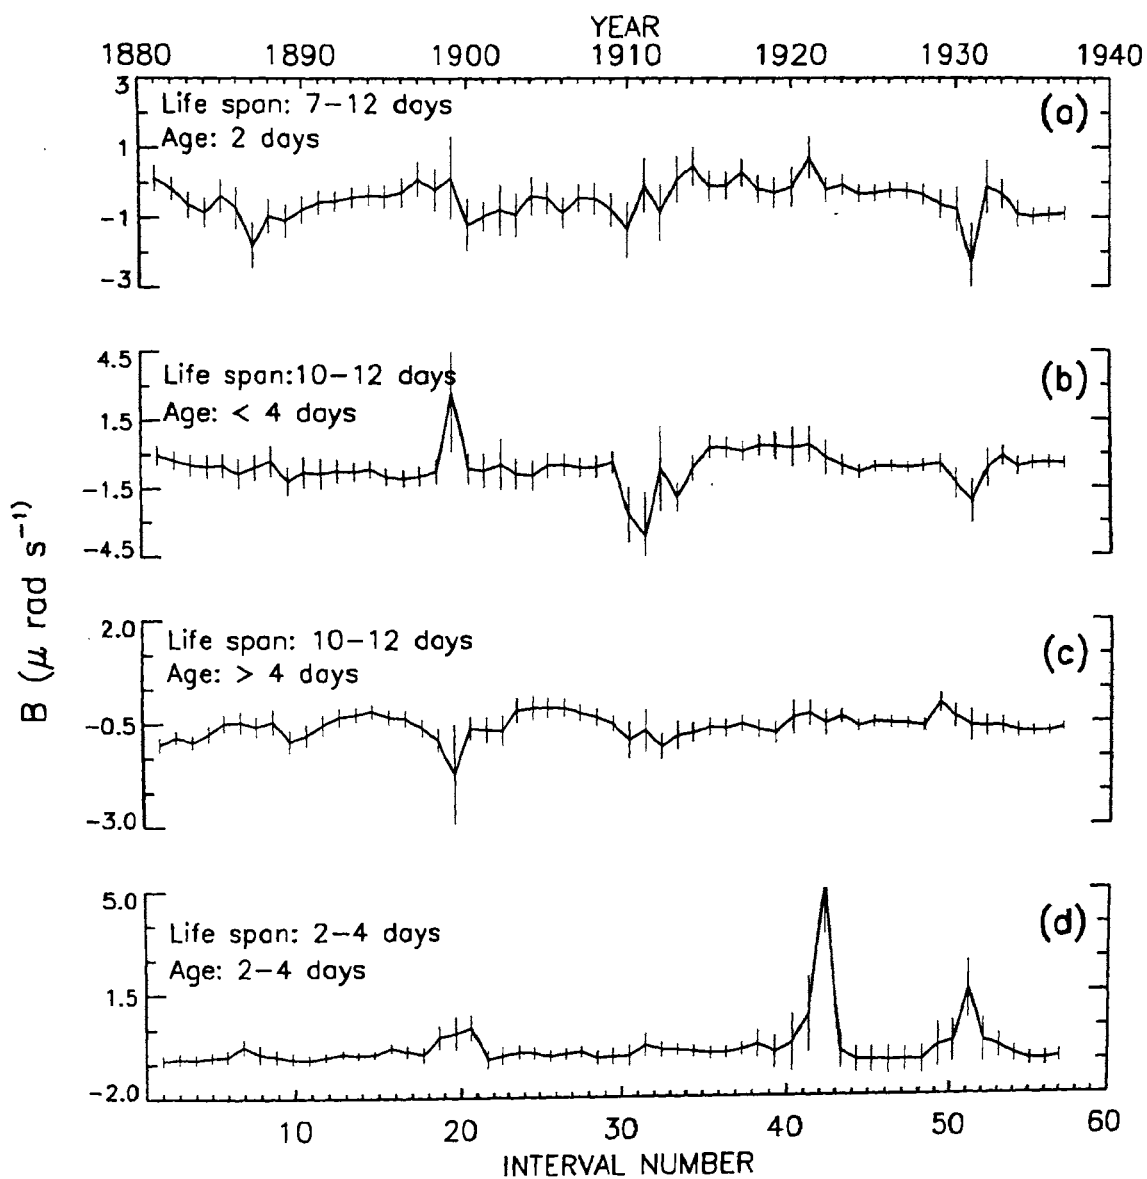 YEAR
1880 1890 1900 1910 1920 1930 1940
3
1
-1
-3
Life span: 7-12 days
Age: 2 days
(a)
4.5
1.5
-1.5
-4.5
Life span:10-12 days
Age: < 4 days
(b)
B (μ rad s⁻¹)
2.0
-0.5
-3.0
Life span: 10-12 days
Age: > 4 days
(c)
5.0
1.5
-2.0
Life span: 2-4 days
Age: 2-4 days
(d)
10 20 30 40 50 60
INTERVAL NUMBER